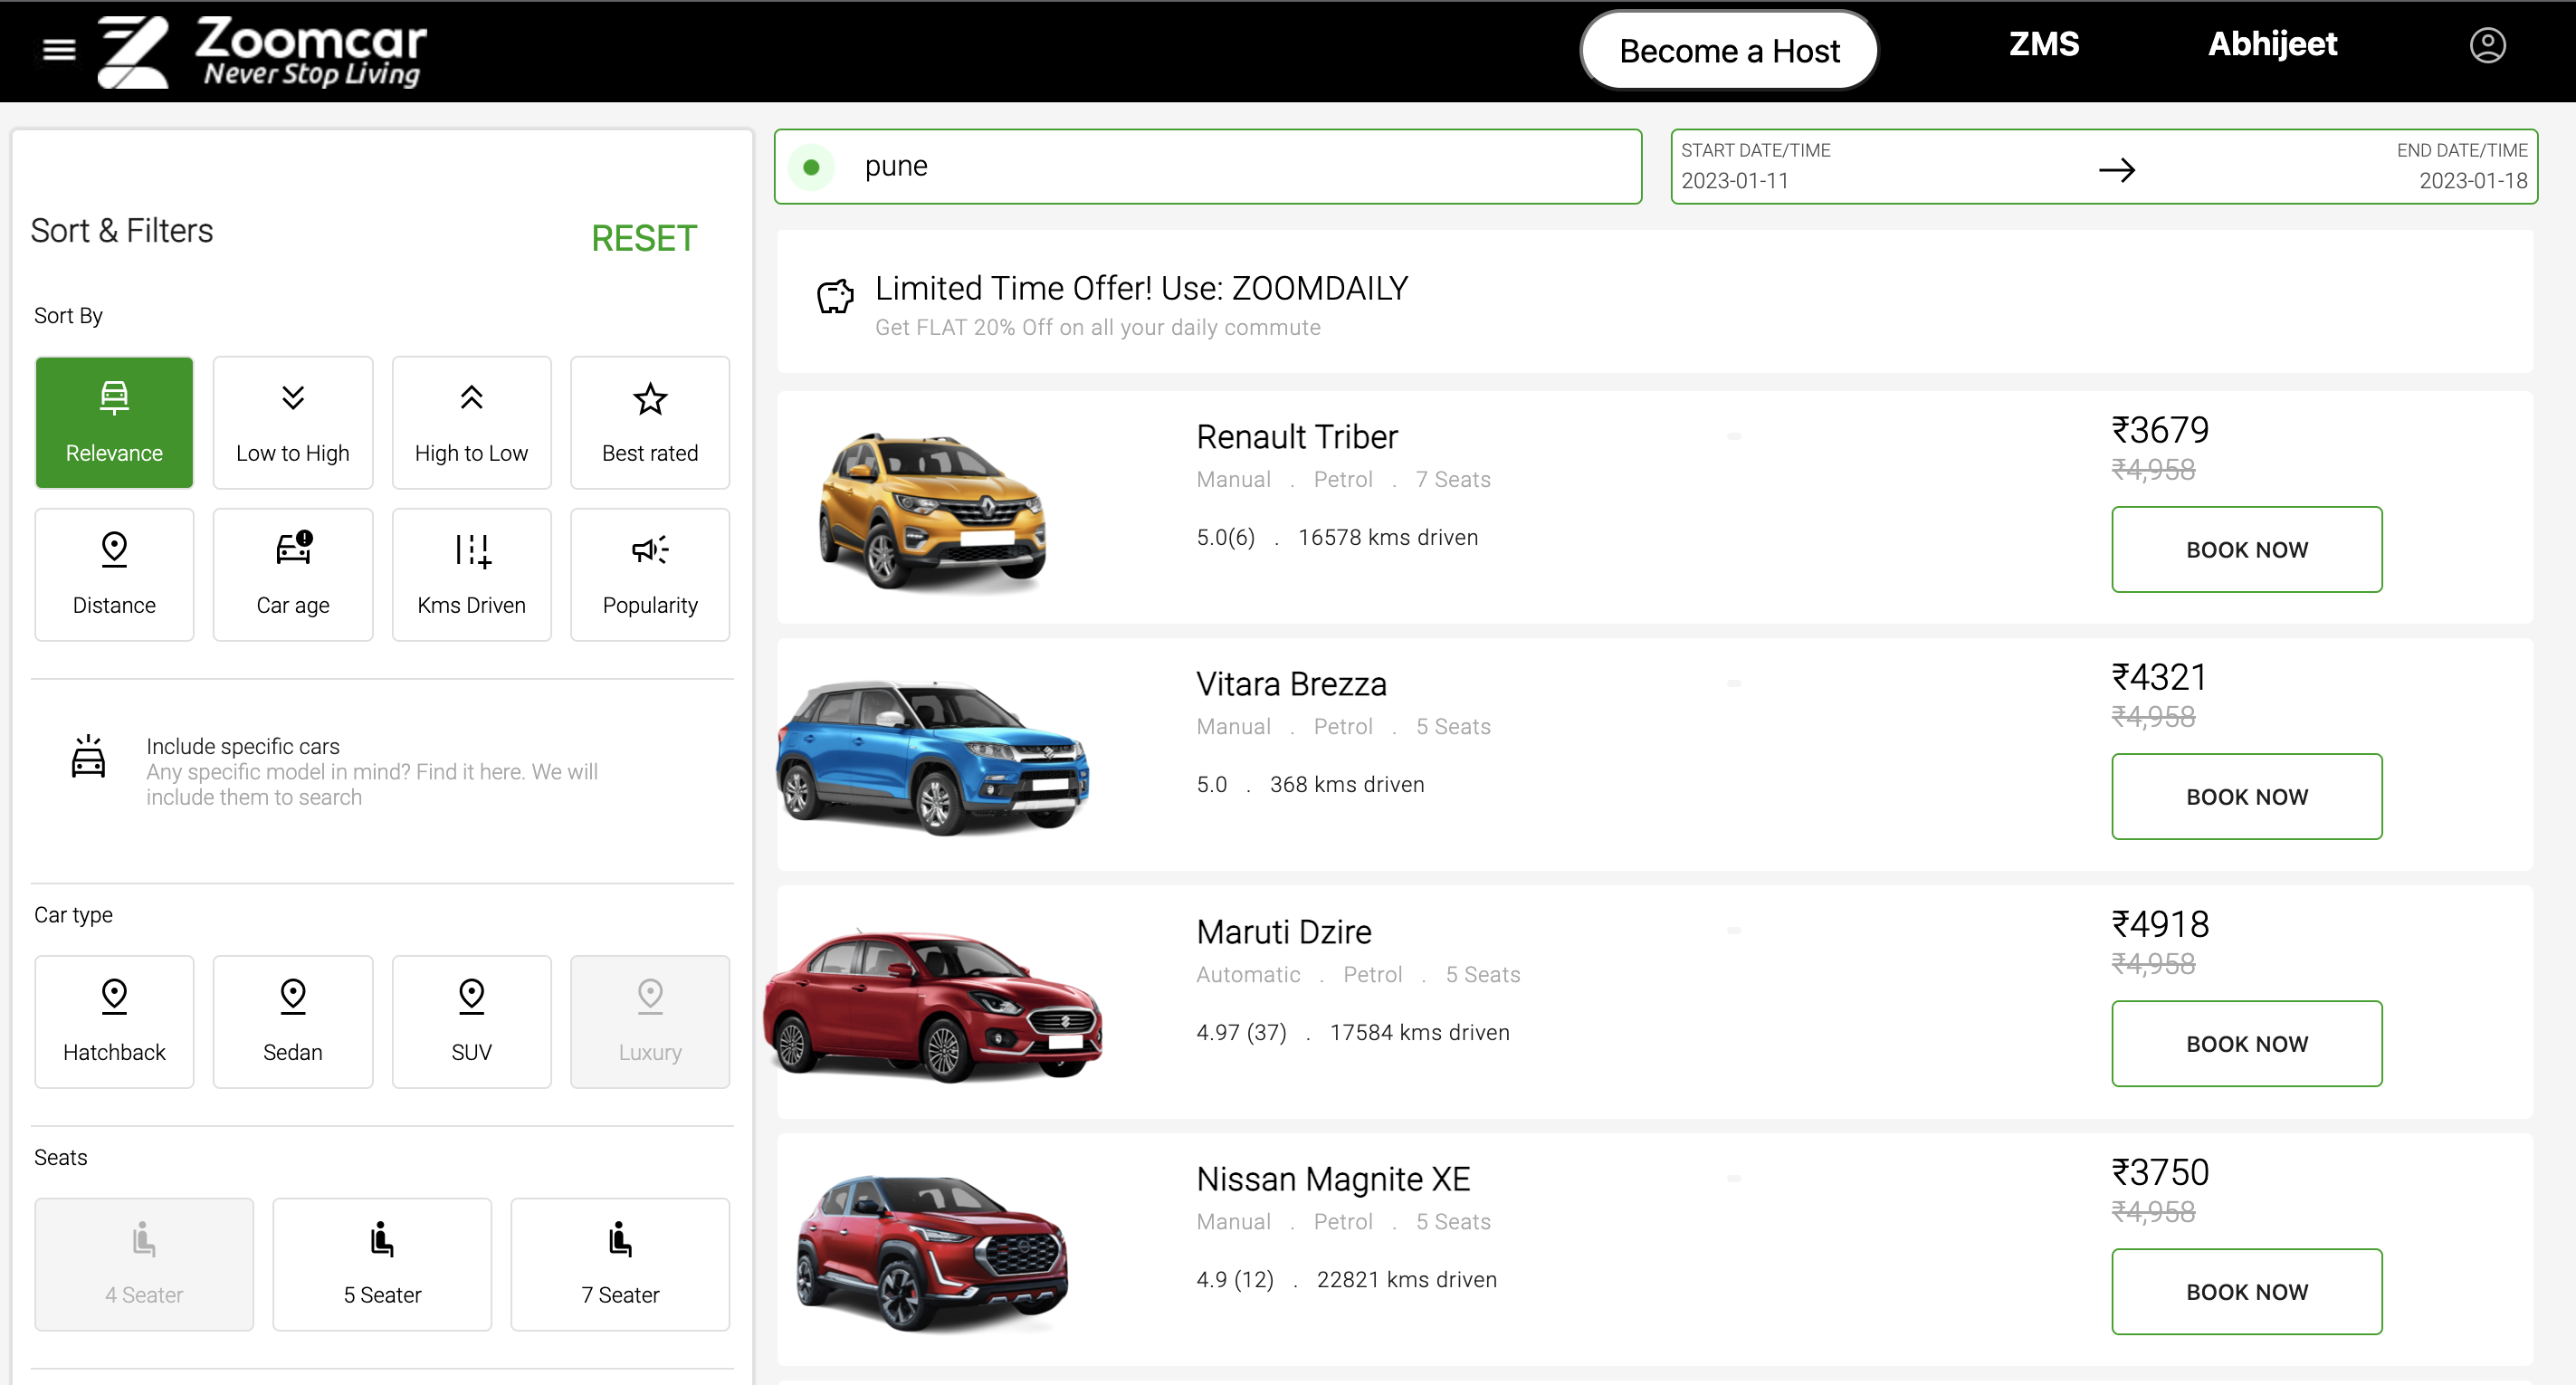 Zoomcar
Never Stop Living
Become a Host
ZMS
Abhijeet
Sort & Filters
RESET
Sort By
Relevance
Low to High
High to Low
Best rated
Distance
Car age
Kms Driven
Popularity
Include specific cars
Any specific model in mind? Find it here. We will
include them to search
Car type
Hatchback
Sedan
SUV
Luxury
Seats
4 Seater
5 Seater
7 Seater
pune
START DATE/TIME
2023-01-11
END DATE/TIME
2023-01-18
Limited Time Offer! Use: ZOOMDAILY
Get FLAT 20% Off on all your daily commute
Renault Triber
Manual . Petrol . 7 Seats
5.0(6) . 16578 kms driven
₹3679
₹4,958
BOOK NOW
Vitara Brezza
Manual . Petrol . 5 Seats
5.0 . 368 kms driven
₹4321
₹4,958
BOOK NOW
Maruti Dzire
Automatic . Petrol . 5 Seats
4.97 (37) . 17584 kms driven
₹4918
₹4,958
BOOK NOW
Nissan Magnite XE
Manual . Petrol . 5 Seats
4.9 (12) . 22821 kms driven
₹3750
₹4,958
BOOK NOW